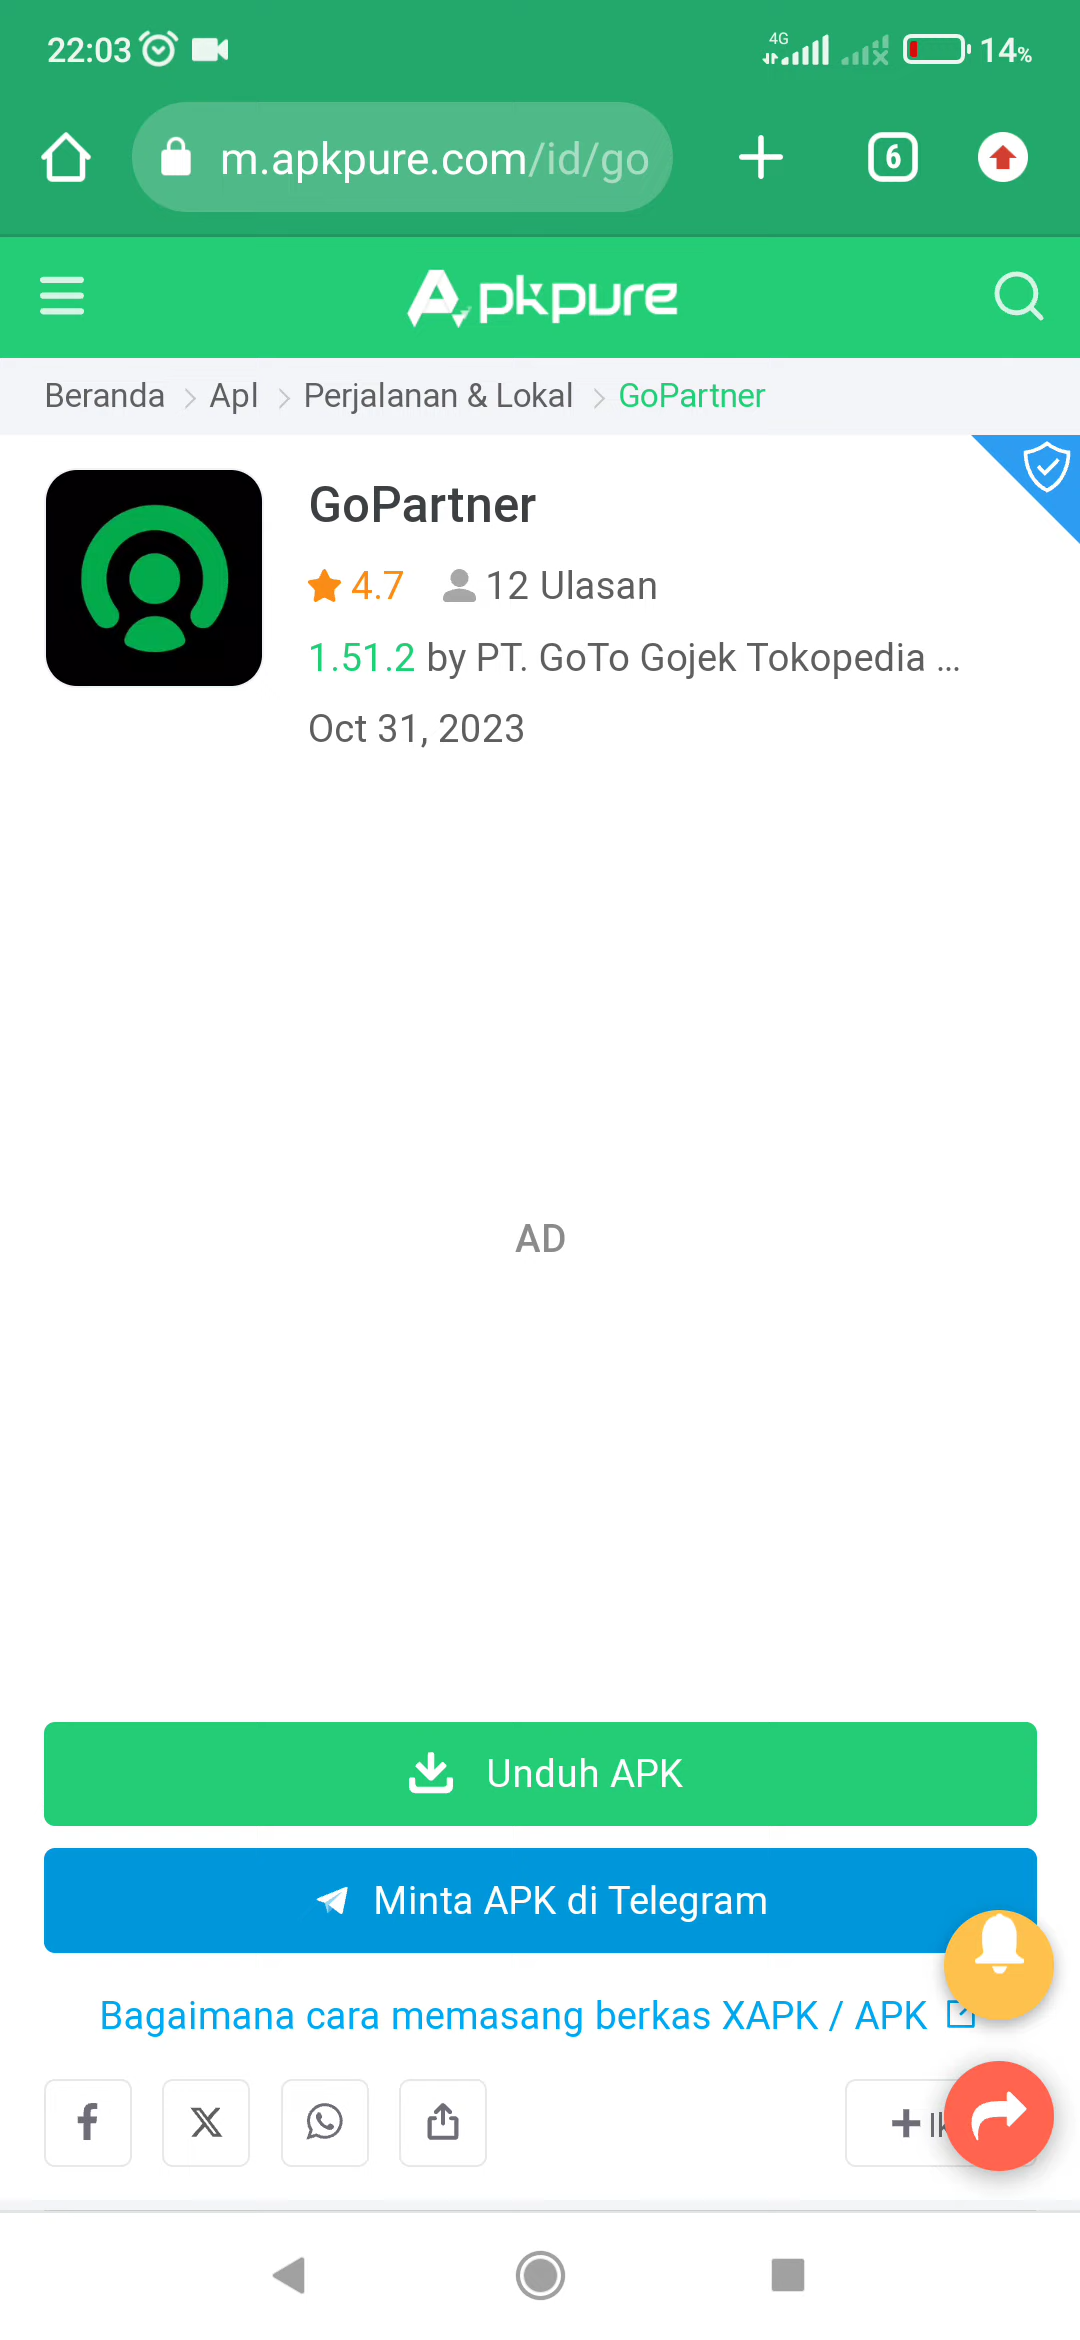 22:03 4G 14%
m.apkpure.com/id/go 6
Apkpure
Beranda > Apl > Perjalanan & Lokal > GoPartner
GoPartner
4.7 12 Ulasan
1.51.2 by PT. GoTo Gojek Tokopedia ...
Oct 31, 2023
AD
Unduh APK
Minta APK di Telegram
Bagaimana cara memasang berkas XAPK / APK